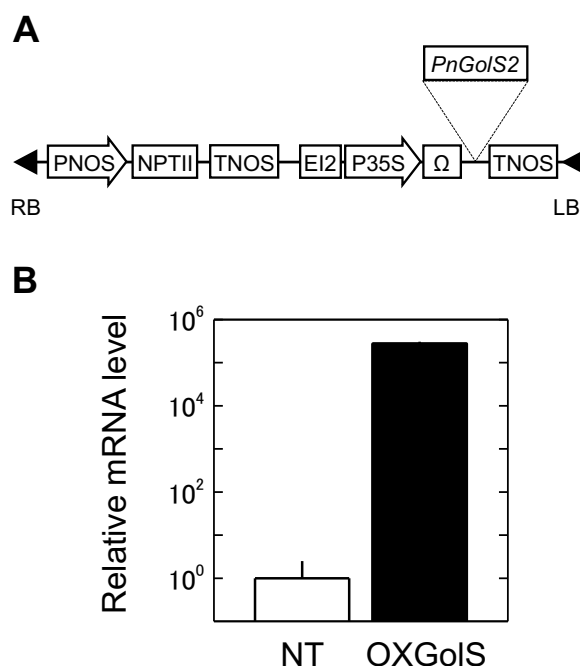 A
PnGolS2
PNOS NPTII TNOS EI2 P35S Ω TNOS
RB LB
B
Relative mRNA level
10⁶
10⁴
10²
10⁰
NT OXGolS